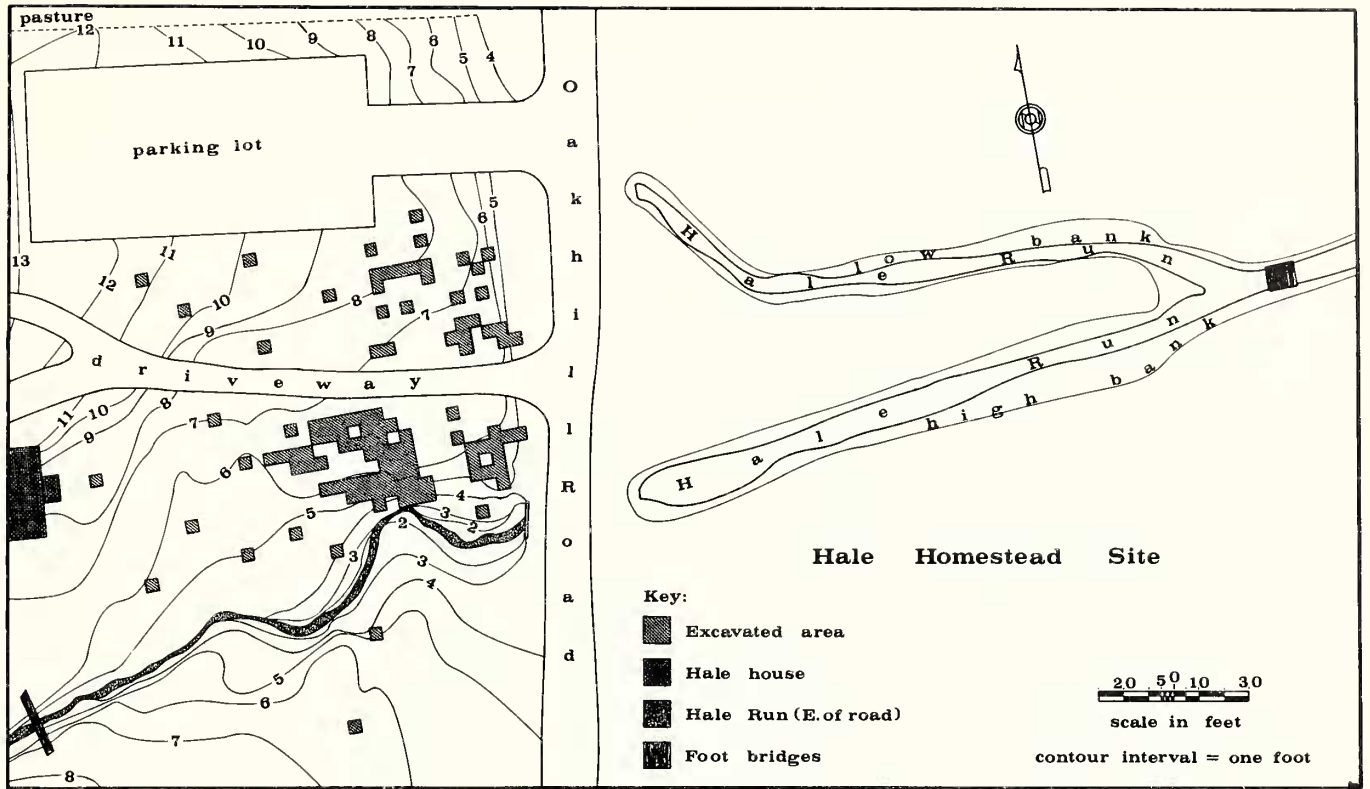 pasture
12
11
10
9
8
7
6
5
4
parking lot
Oakhill Road
13
12
11
10
9
8
7
6
5
driveway
11
10
9
8
7
6
5
4
3
2
2
3
3
4
5
6
7
8
low bank
Hale Run
Hale Run
high bank
Hale Homestead Site
Key:
Excavated area
Hale house
Hale Run (E. of road)
Foot bridges
20 5 0 10 30
scale in feet
contour interval = one foot